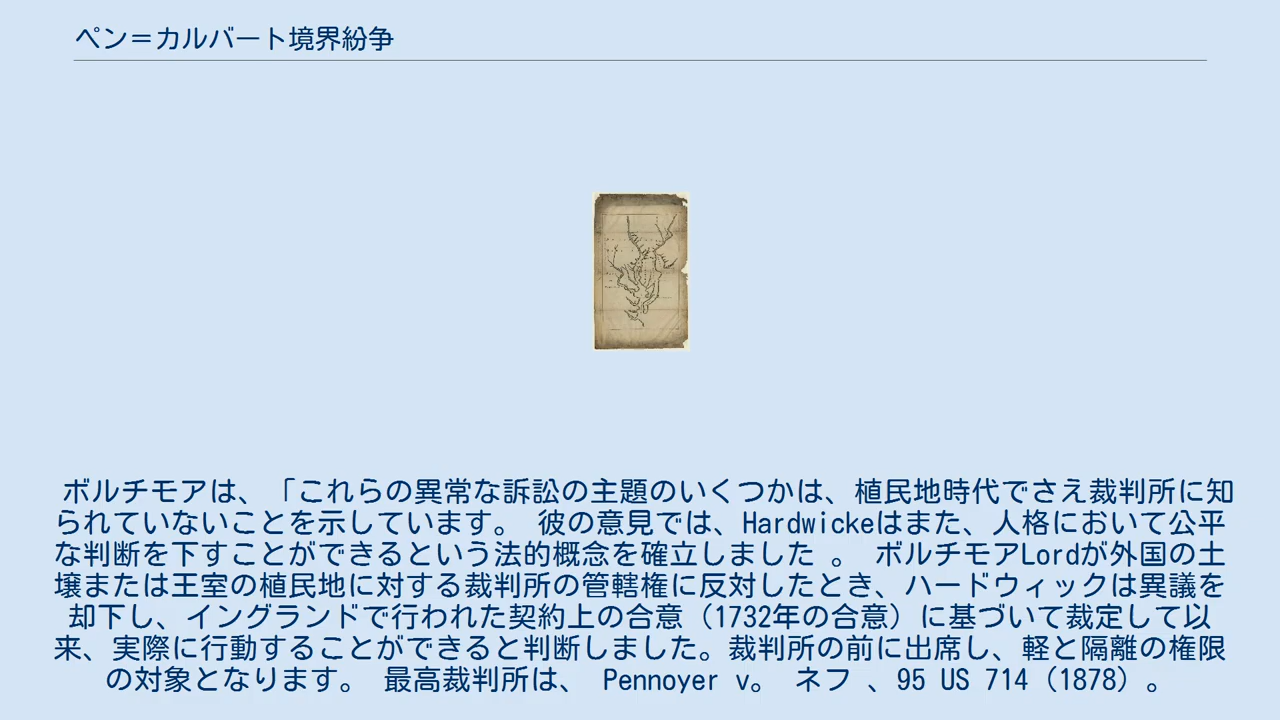 ペン＝カルバート境界紛争
ボルチモアは、「これらの異常な訴訟の主題のいくつかは、植民地時代でさえ裁判所に知
られていないことを示しています。 彼の意見では、Hardwickeはまた、人格において公平
な判断を下すことができるという法的概念を確立しました 。 ボルチモアLordが外国の土
壌または王室の植民地に対する裁判所の管轄権に反対したとき、ハードウィックは異議を
却下し、イングランドで行われた契約上の合意（1732年の合意）に基づいて裁定して以
来、実際に行動することができると判断しました。裁判所の前に出席し、軽と隔離の権限
の対象となります。 最高裁判所は、 Pennoyer v。 ネフ 、95 US 714（1878）。